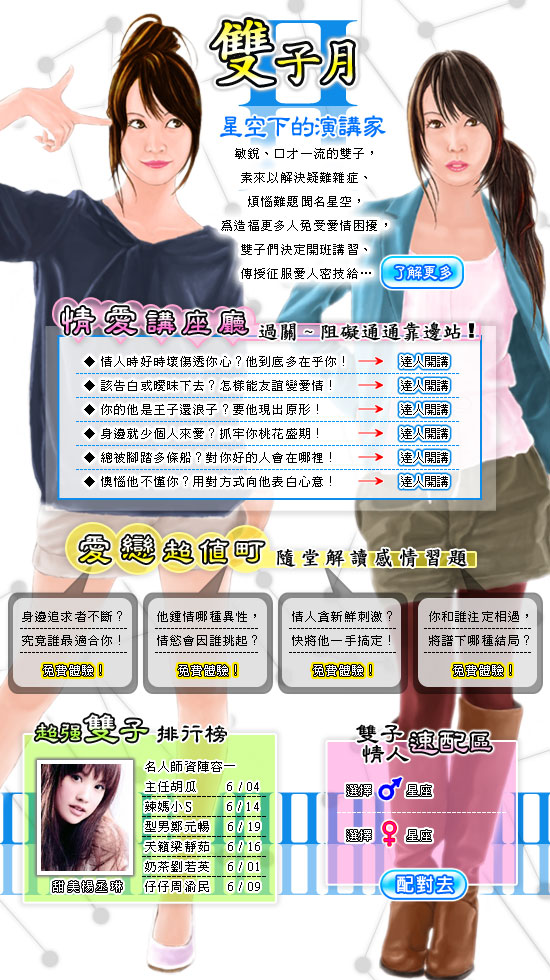 雙子月
星空下的演講家
敏銳、口才一流的雙子，
素來以解決疑難雜症、
煩惱難題聞名星空，
為造福更多人免受愛情困擾，
雙子們決定開班講習、
傳授征服愛人密技給…
了解更多
情愛講座廳 過關～阻礙通通靠邊站！
◆ 情人時好時壞傷透你心？他到底多在乎你！ → 達人開講
◆ 該告白或曖昧下去？怎樣能友誼變愛情！ → 達人開講
◆ 你的他是王子還浪子？要他現出原形！ → 達人開講
◆ 身邊就少個人來愛？抓牢你桃花盛期！ → 達人開講
◆ 總被腳踏多條船？對你好的人會在哪裡！ → 達人開講
◆ 懊惱他不懂你？用對方式向他表白心意！ → 達人開講
愛戀超值町 隨堂解讀感情習題
身邊追求者不斷？
究竟誰最適合你！
免費體驗！
他鍾情哪種異性，
情慾會因誰挑起？
免費體驗！
情人貪新鮮刺激？
快將他一手搞定！
免費體驗！
你和誰注定相遇，
將譜下哪種結局？
免費體驗！
超強雙子排行榜
名人師資陣容一
主任胡瓜 6 / 04
辣媽小S 6 / 14
型男鄭元暢 6 / 19
天籟梁靜茹 6 / 16
奶茶劉若英 6 / 01
仔仔周渝民 6 / 09
甜美楊丞琳
雙子情人速配區
選擇♂星座
選擇♀星座
配對去